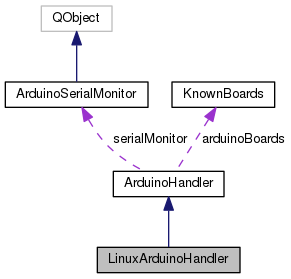 QObject
ArduinoSerialMonitor
KnownBoards
serialMonitor
arduinoBoards
ArduinoHandler
LinuxArduinoHandler